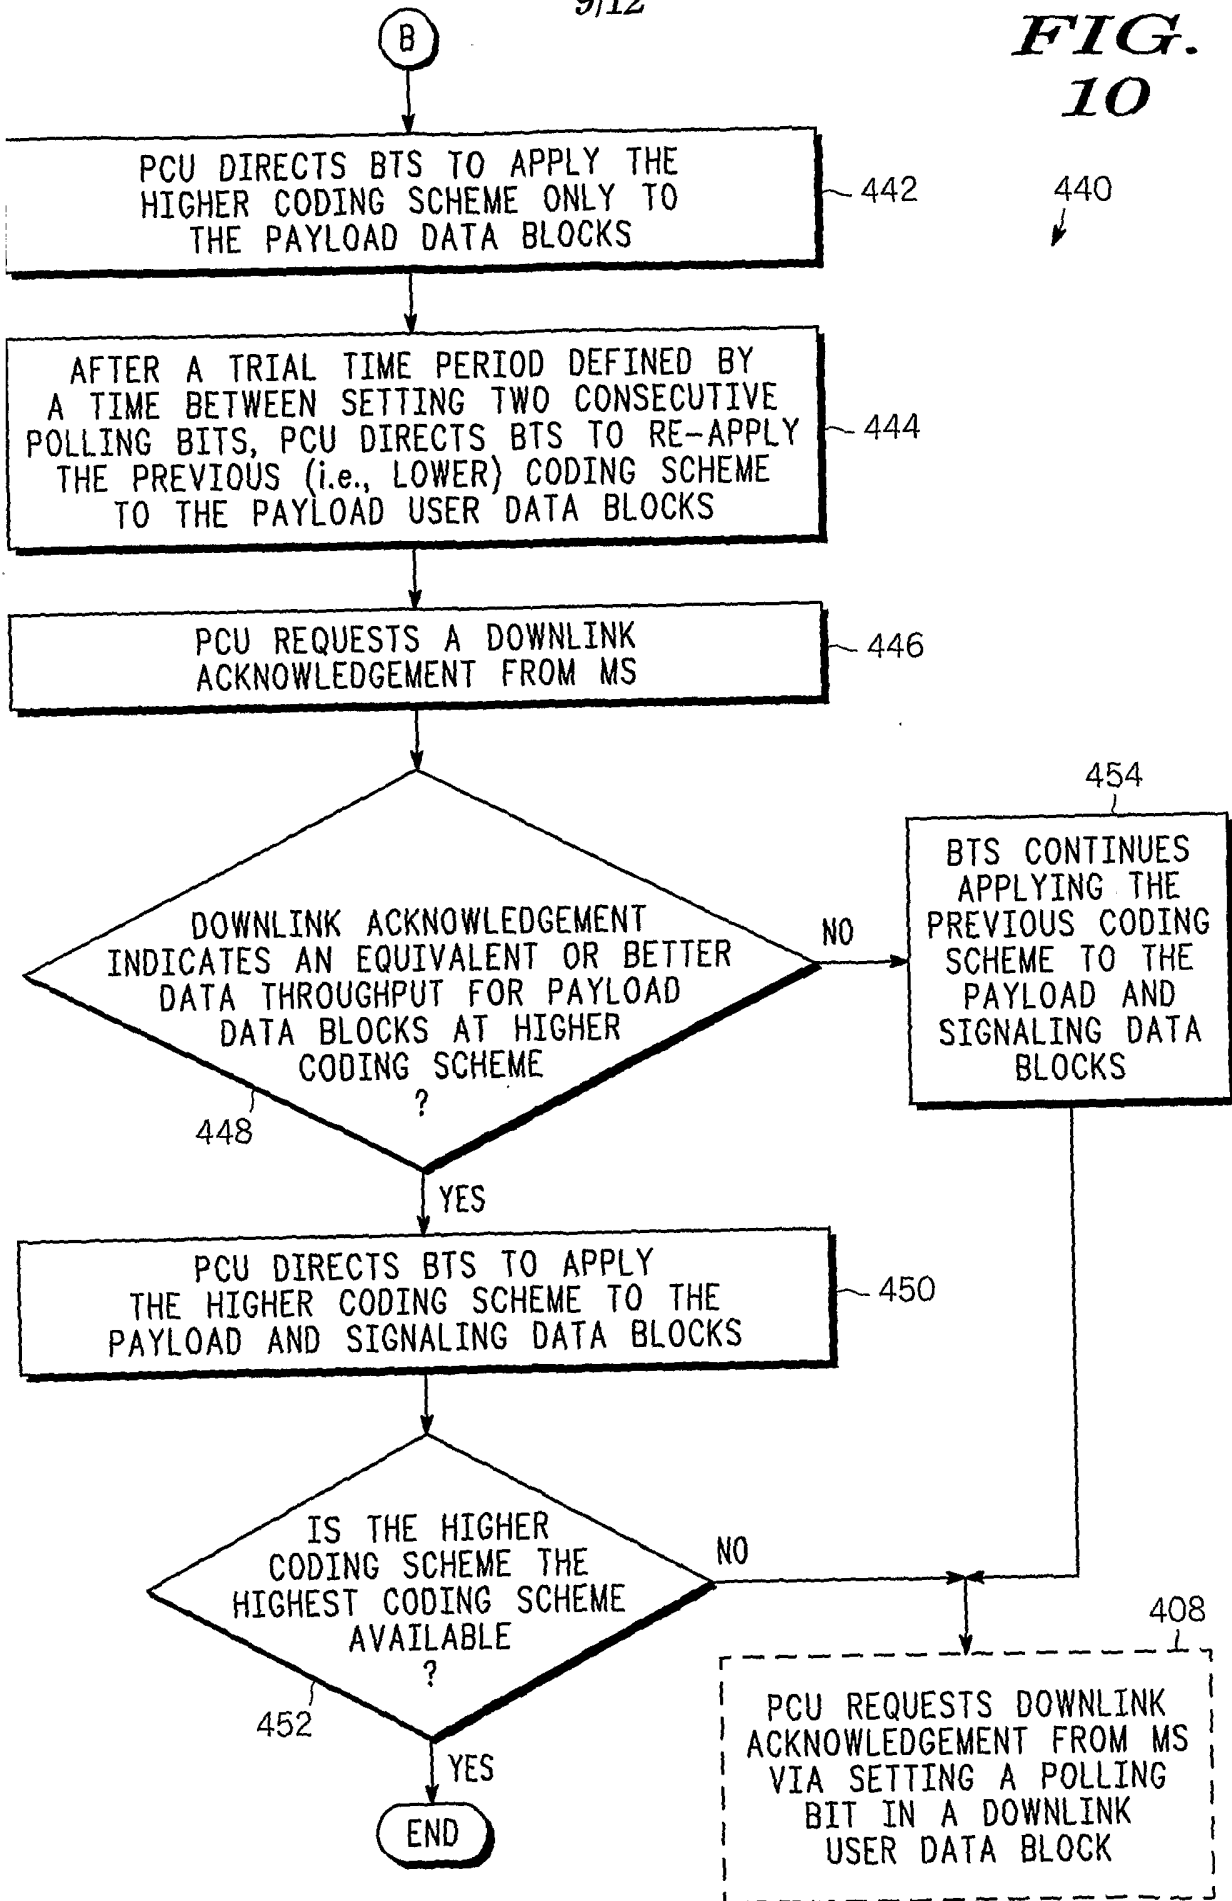 9/12
FIG.
10
B
PCU DIRECTS BTS TO APPLY THE
HIGHER CODING SCHEME ONLY TO
THE PAYLOAD DATA BLOCKS
442
440
AFTER A TRIAL TIME PERIOD DEFINED BY
A TIME BETWEEN SETTING TWO CONSECUTIVE
POLLING BITS, PCU DIRECTS BTS TO RE-APPLY
THE PREVIOUS (i.e., LOWER) CODING SCHEME
TO THE PAYLOAD USER DATA BLOCKS
444
PCU REQUESTS A DOWNLINK
ACKNOWLEDGEMENT FROM MS
446
DOWNLINK ACKNOWLEDGEMENT
INDICATES AN EQUIVALENT OR BETTER
DATA THROUGHPUT FOR PAYLOAD
DATA BLOCKS AT HIGHER
CODING SCHEME
?
448
NO
454
BTS CONTINUES
APPLYING THE
PREVIOUS CODING
SCHEME TO THE
PAYLOAD AND
SIGNALING DATA
BLOCKS
YES
PCU DIRECTS BTS TO APPLY
THE HIGHER CODING SCHEME TO THE
PAYLOAD AND SIGNALING DATA BLOCKS
450
IS THE HIGHER
CODING SCHEME THE
HIGHEST CODING SCHEME
AVAILABLE
?
452
NO
408
PCU REQUESTS DOWNLINK
ACKNOWLEDGEMENT FROM MS
VIA SETTING A POLLING
BIT IN A DOWNLINK
USER DATA BLOCK
YES
END